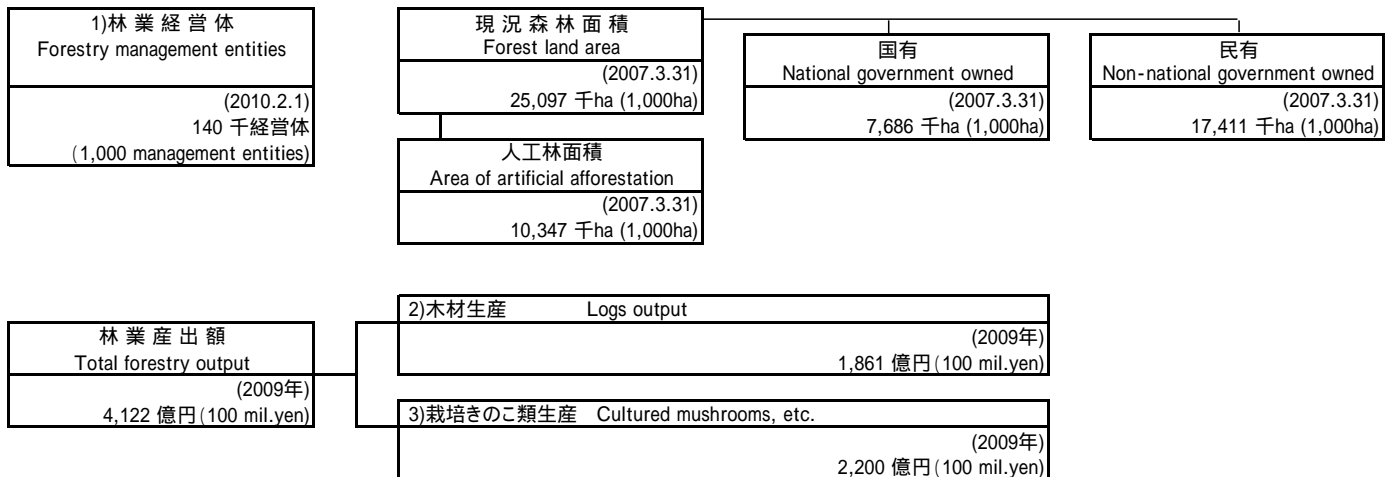 1)林 業 経 営 体
Forestry management entities
(2010.2.1)
140 千経営体
(1,000 management entities)
現 況 森 林 面 積
Forest land area
(2007.3.31)
25,097 千ha (1,000ha)
国有
National government owned
(2007.3.31)
7,686 千ha (1,000ha)
民有
Non-national government owned
(2007.3.31)
17,411 千ha (1,000ha)
人工林面積
Area of artificial afforestation
(2007.3.31)
10,347 千ha (1,000ha)
林 業 産 出 額
Total forestry output
(2009年)
4,122 億円(100 mil.yen)
2)木材生産 Logs output
(2009年)
1,861 億円(100 mil.yen)
3)栽培きのこ類生産 Cultured mushrooms, etc.
(2009年)
2,200 億円(100 mil.yen)